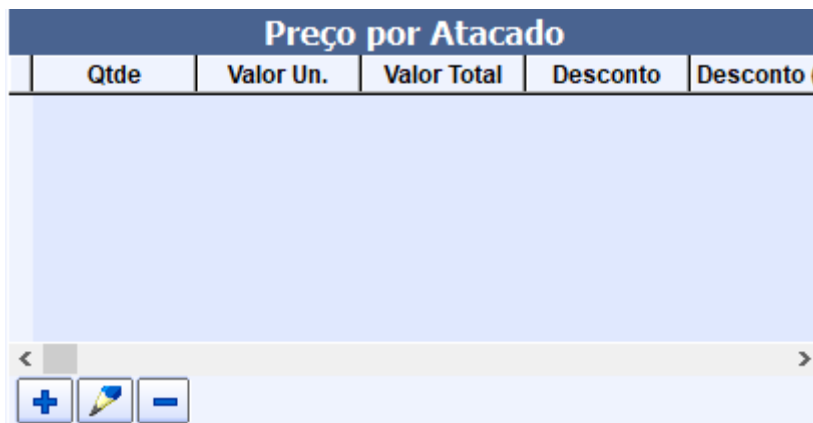 Preço por Atacado
Qtde Valor Un. Valor Total Desconto Desconto (